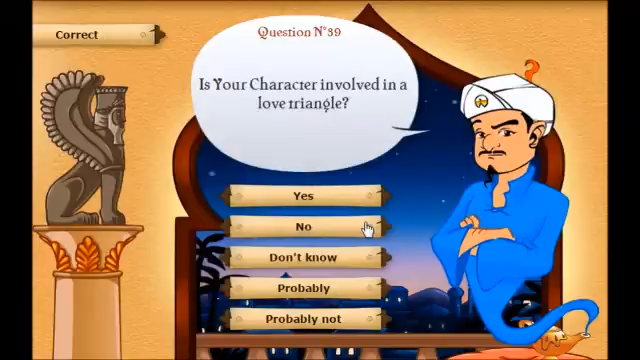 Correct
Question N°39
Is Your Character involved in a
love triangle?
Yes
No
Don't know
Probably
Probably not